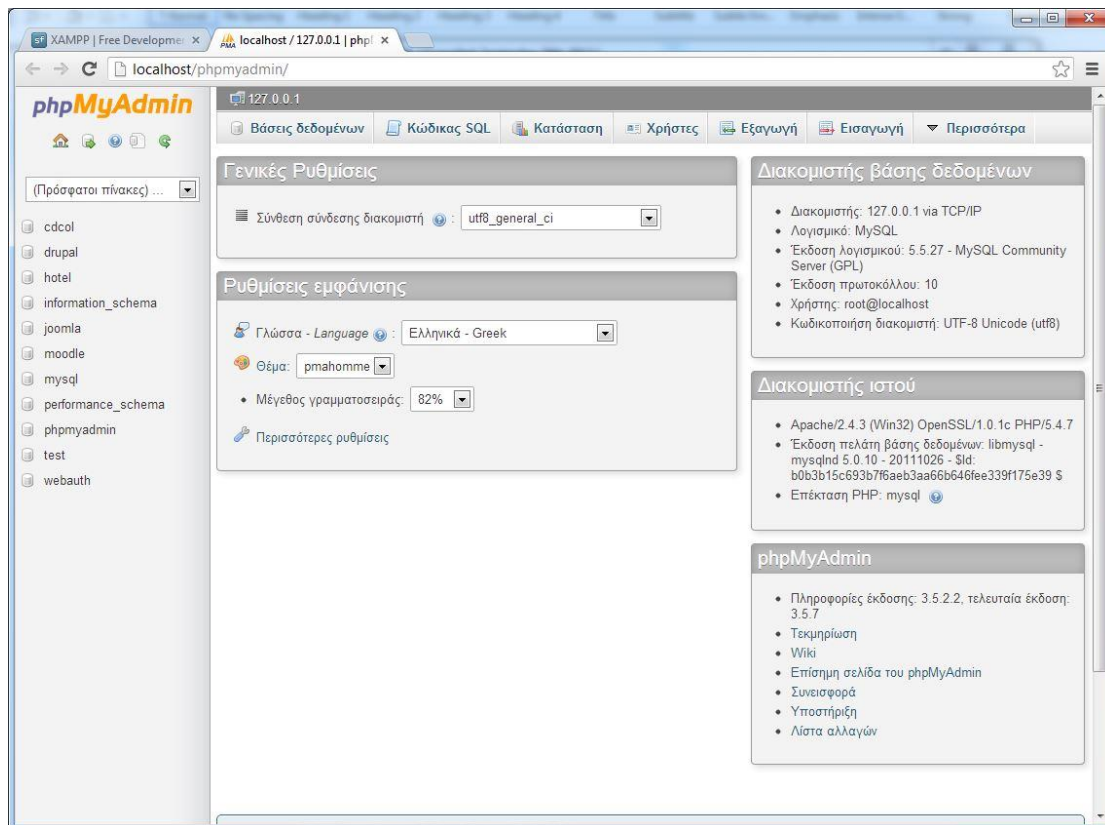 XAMPP | Free Developme
localhost / 127.0.0.1 | phpl
localhost/phpmyadmin/
phpMyAdmin
(Πρόσφατοι πίνακες) ...
cdcol
drupal
hotel
information_schema
joomla
moodle
mysql
performance_schema
phpmyadmin
test
webauth
127.0.0.1
Βάσεις δεδομένων Κώδικας SQL Κατάσταση Χρήστες Εξαγωγή Εισαγωγή Περισσότερα
Γενικές Ρυθμίσεις
Σύνθεση σύνδεσης διακομιστή : utf8_general_ci
Ρυθμίσεις εμφάνισης
Γλώσσα - Language : Ελληνικά - Greek
Θέμα: pmahomme
• Μέγεθος γραμματοσειράς: 82%
Περισσότερες ρυθμίσεις
Διακομιστής βάσης δεδομένων
• Διακομιστής: 127.0.0.1 via TCP/IP
• Λογισμικό: MySQL
• Έκδοση λογισμικού: 5.5.27 - MySQL Community
Server (GPL)
• Έκδοση πρωτοκόλλου: 10
• Χρήστης: root@localhost
• Κωδικοποίηση διακομιστή: UTF-8 Unicode (utf8)
Διακομιστής ιστού
• Apache/2.4.3 (Win32) OpenSSL/1.0.1c PHP/5.4.7
• Έκδοση πελάτη βάσης δεδομένων: libmysql -
mysqlnd 5.0.10 - 20111026 - $Id:
b0b3b15c693b7f6aeb3aa66b646fee339f175e39 $
• Επέκταση PHP: mysql
phpMyAdmin
• Πληροφορίες έκδοσης: 3.5.2.2, τελευταία έκδοση:
3.5.7
• Τεκμηρίωση
• Wiki
• Επίσημη σελίδα του phpMyAdmin
• Συνεισφορά
• Υποστήριξη
• Λίστα αλλαγών